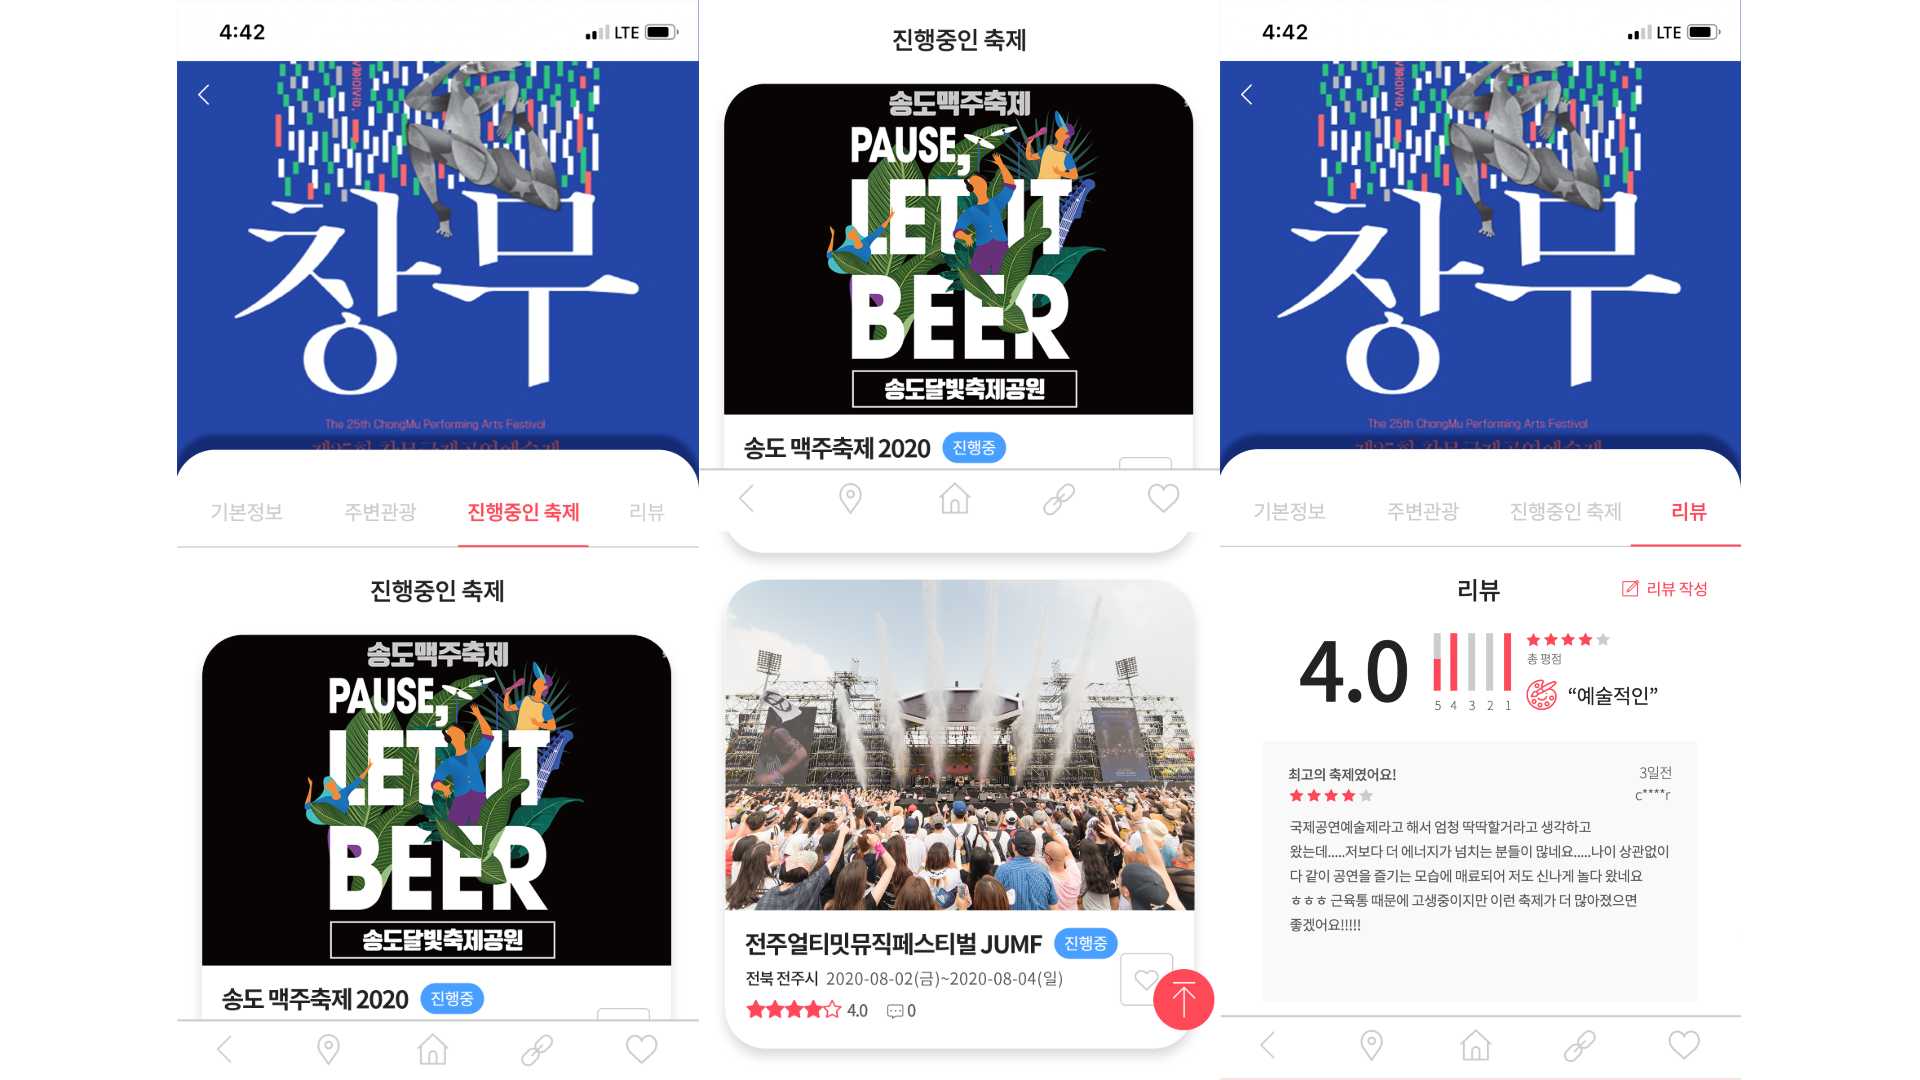 4:42
LTE
창무
The 25th ChangMu Performing Arts Festival
기본정보 주변관광 진행중인 축제 리뷰
진행중인 축제
송도맥주축제
PAUSE,
LET IT
BEER
송도달빛축제공원
송도 맥주축제 2020 진행중
진행중인 축제
송도맥주축제
PAUSE,
LET IT
BEER
송도달빛축제공원
송도 맥주축제 2020 진행중
전주얼티밋뮤직페스티벌 JUMF 진행중
전북 전주시 2020-08-02(금)~2020-08-04(일)
4.0 0
4:42
LTE
창무
The 25th ChangMu Performing Arts Festival
기본정보 주변관광 진행중인 축제 리뷰
리뷰
리뷰 작성
4.0
5 4 3 2 1
총 평점
“예술적인”
최고의 축제였어요! 3일전
c****r
국제공연예술제라고 해서 엄청 딱딱할거라고 생각하고
왔는데.....저보다 더 에너지가 넘치는 분들이 많네요.....나이 상관없이
다 같이 공연을 즐기는 모습에 매료되어 저도 신나게 놀다 왔네요
ㅎㅎㅎ 근육통 때문에 고생중이지만 이런 축제가 더 많아졌으면
좋겠어요!!!!!